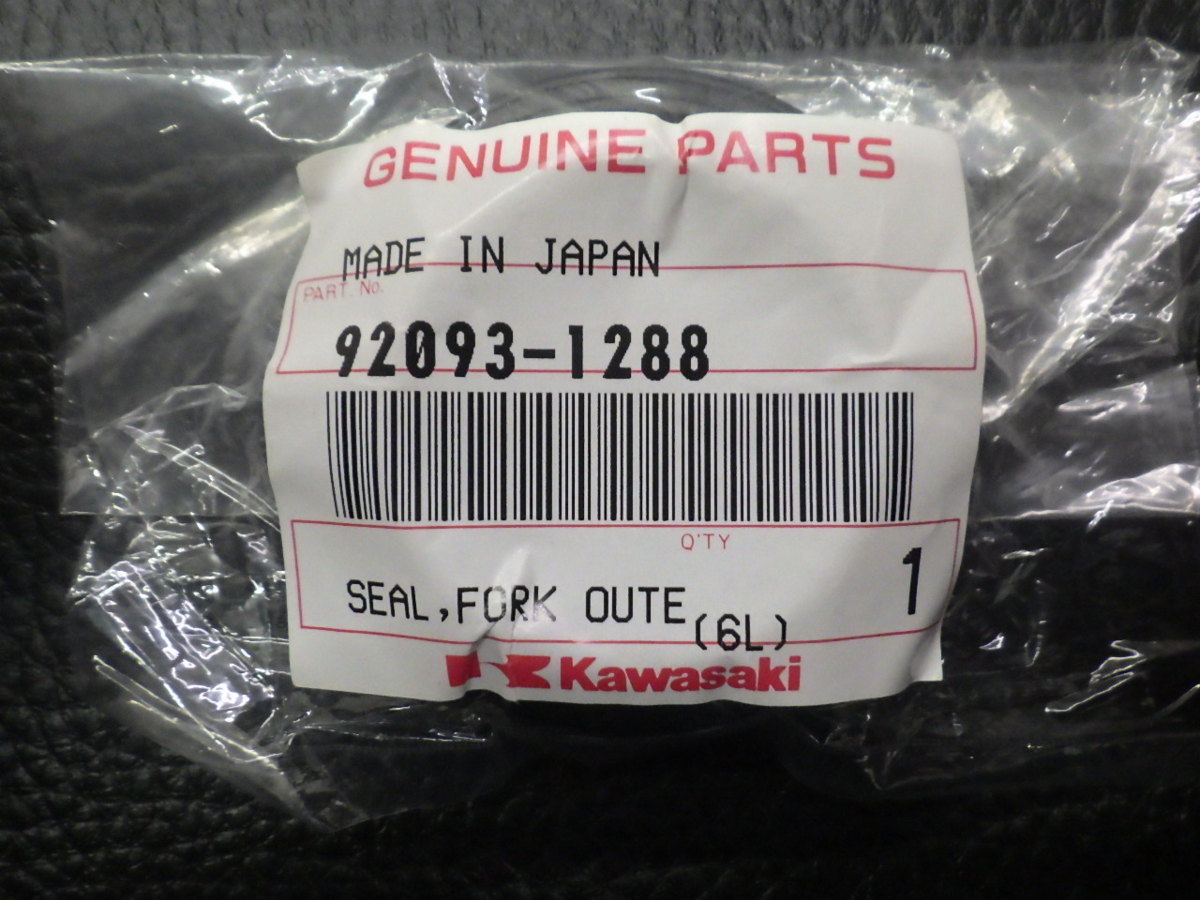 GENUINE PARTS
MADE IN JAPAN
PART. No.
92093-1288
Q'TY
1
SEAL,FORK OUTE
(6L)
Kawasaki